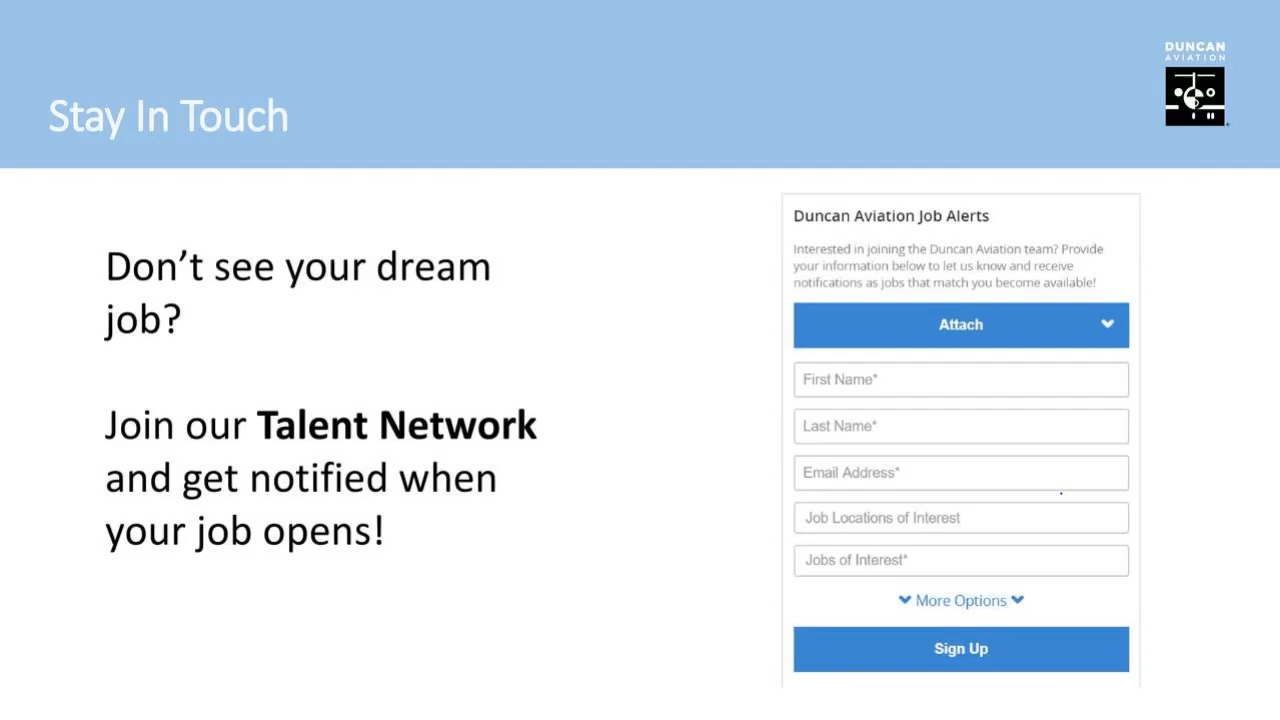 DUNCAN
AVIATION
Stay In Touch
Don’t see your dream
job?
Join our Talent Network
and get notified when
your job opens!
Duncan Aviation Job Alerts
Interested in joining the Duncan Aviation team? Provide
your information below to let us know and receive
notifications as jobs that match you become available!
Attach
First Name*
Last Name*
Email Address*
Job Locations of Interest
Jobs of Interest*
More Options
Sign Up